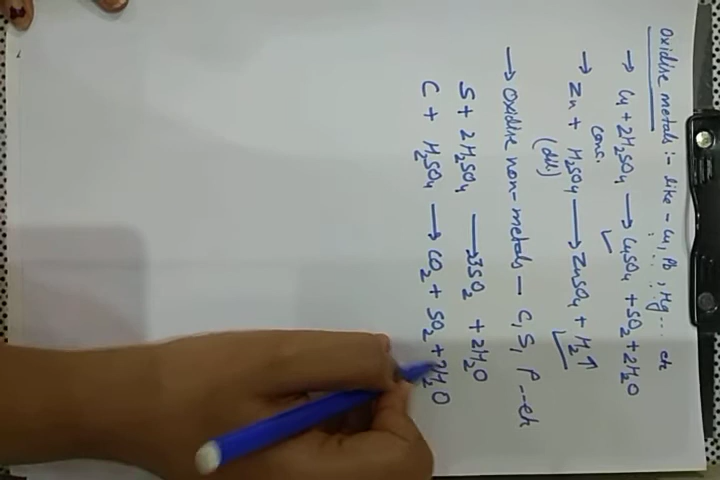 Oxidise metals :- like - Cu, Pb, Hg ... etc
→ Cu + 2H₂SO₄ → CuSO₄ + SO₂ + 2H₂O
conc.
→ Zn + H₂SO₄ → ZnSO₄ + H₂↑
(dil)
→ Oxidise non-metals - C, S, P ... etc
S + 2H₂SO₄ → 3SO₂ + 2H₂O
C + H₂SO₄ → CO₂ + SO₂ + 2H₂O